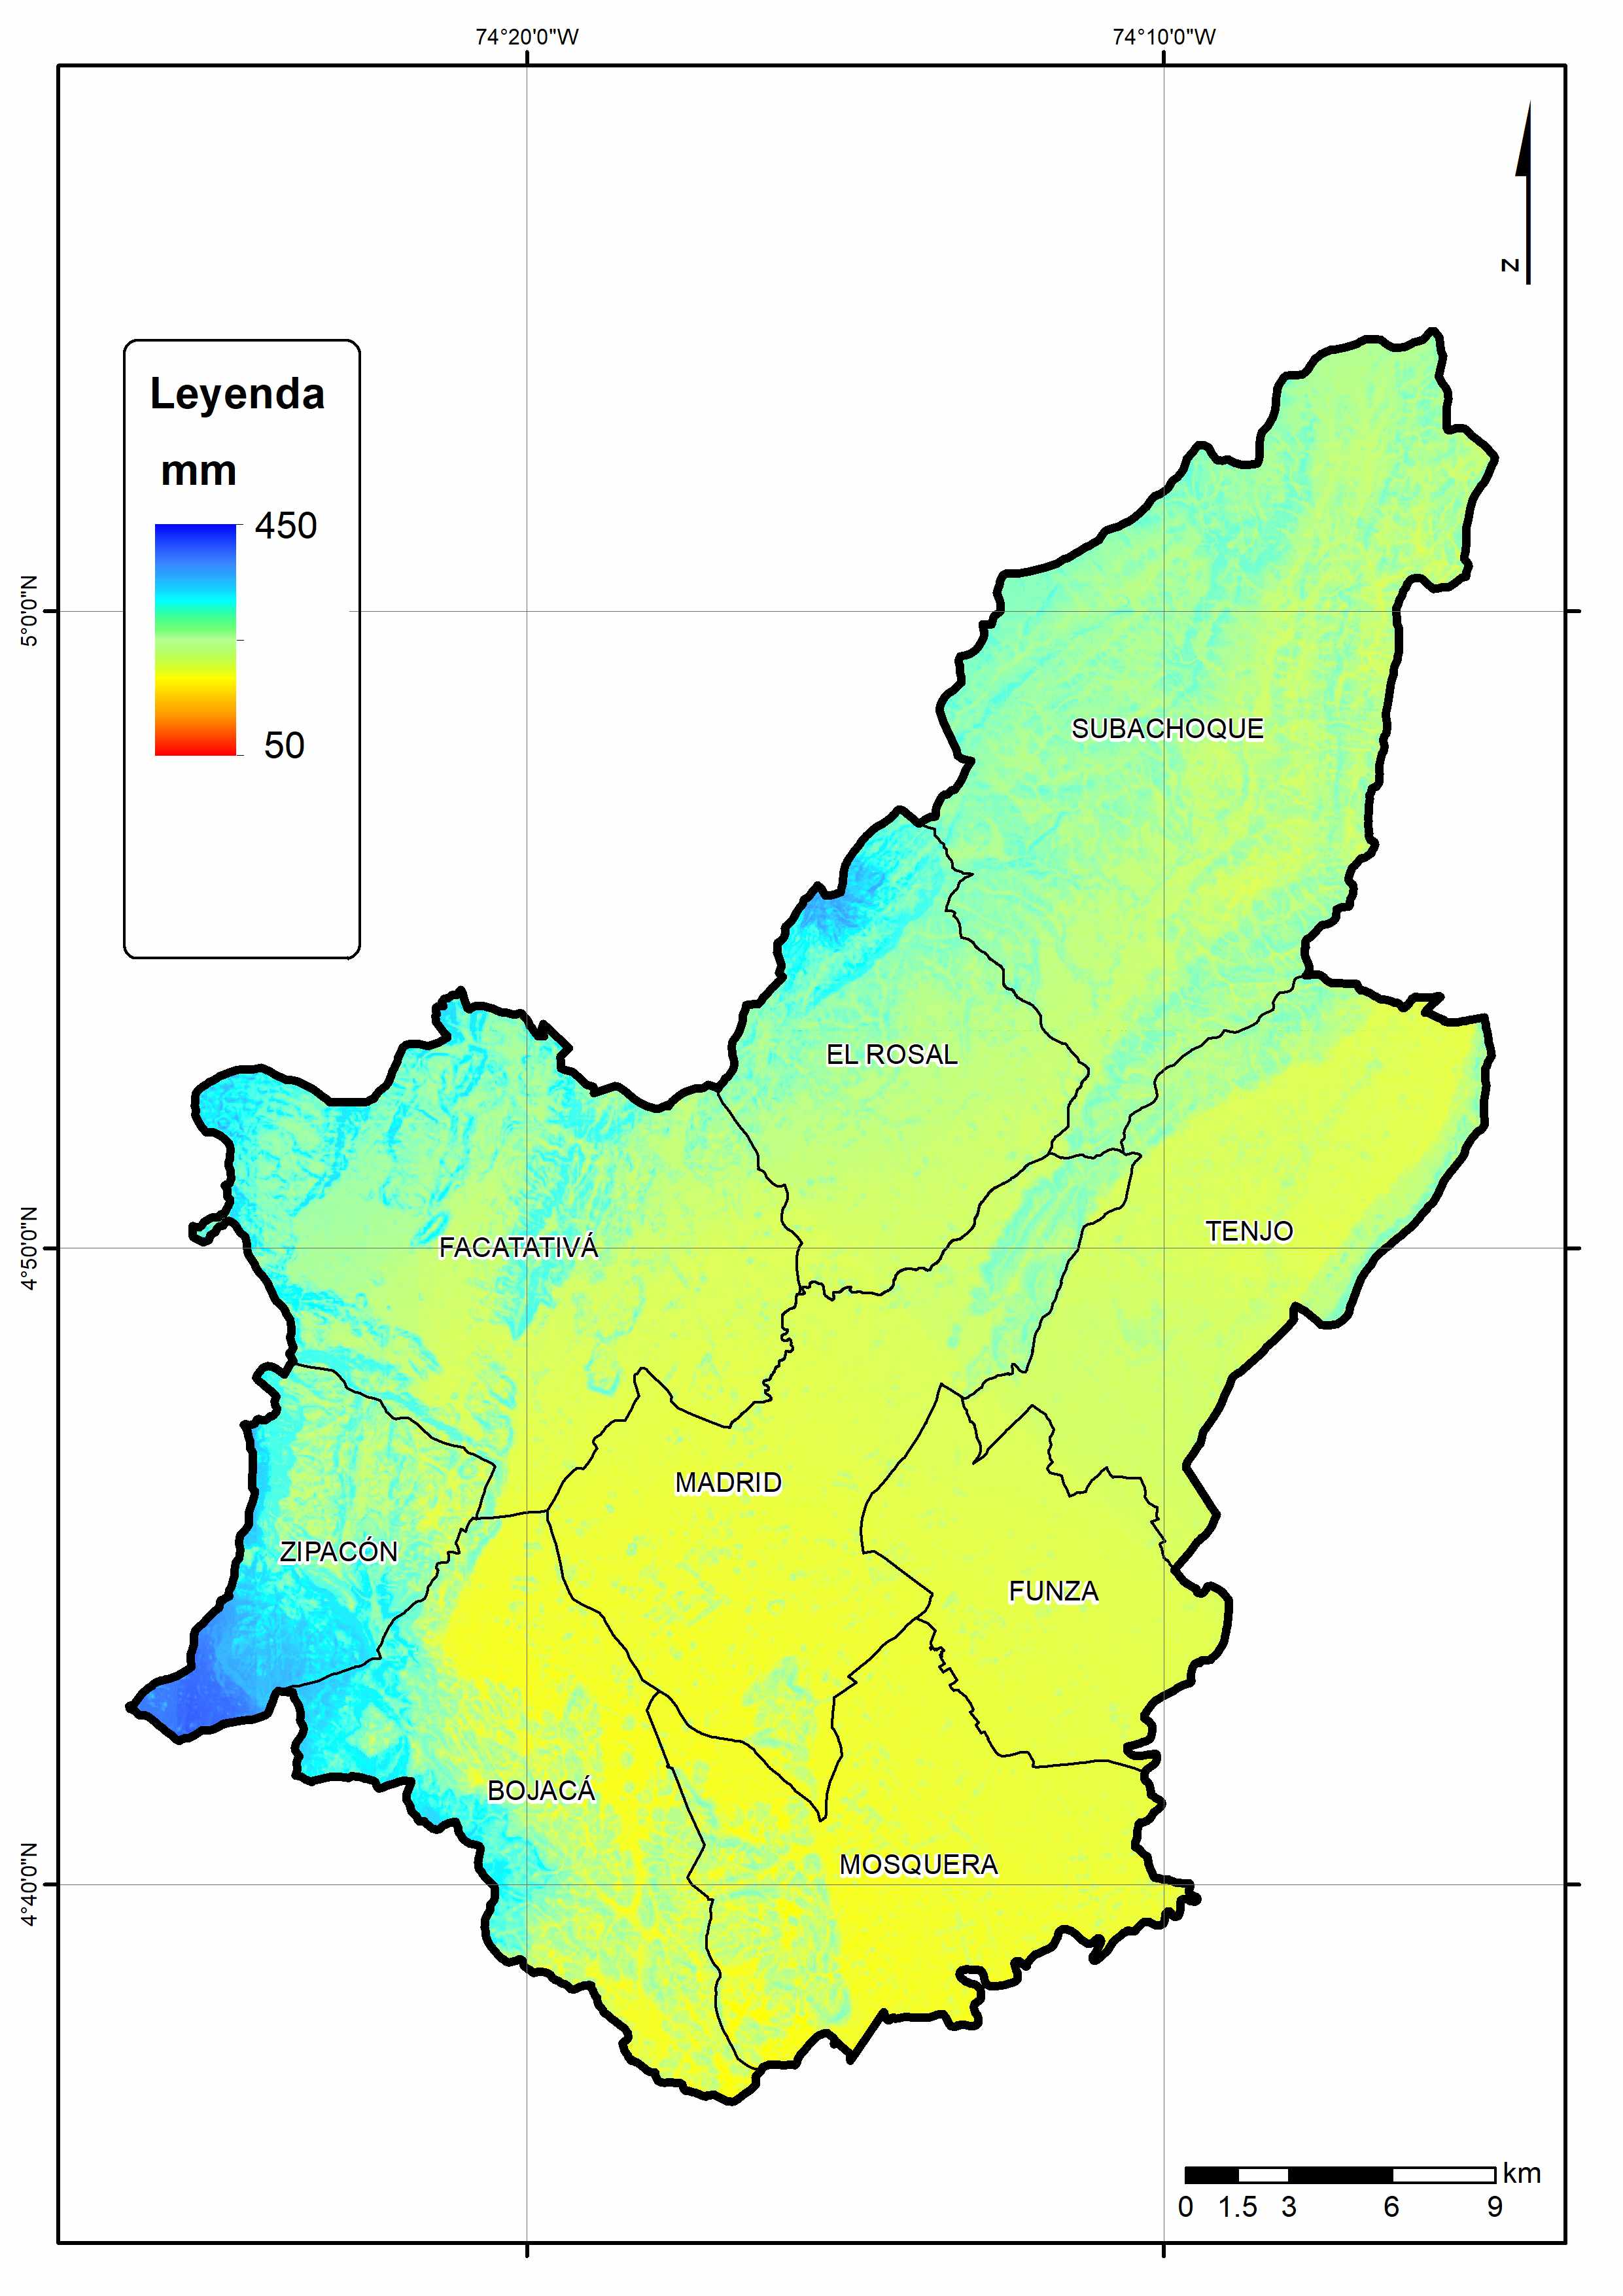 74°20'0"W
74°10'0"W
N
Leyenda
mm
450
50
5°0'0"N
SUBACHOQUE
EL ROSAL
TENJO
FACATATIVÁ
4°50'0"N
MADRID
ZIPACÓN
FUNZA
BOJACÁ
MOSQUERA
4°40'0"N
km
0 1.5 3 6 9